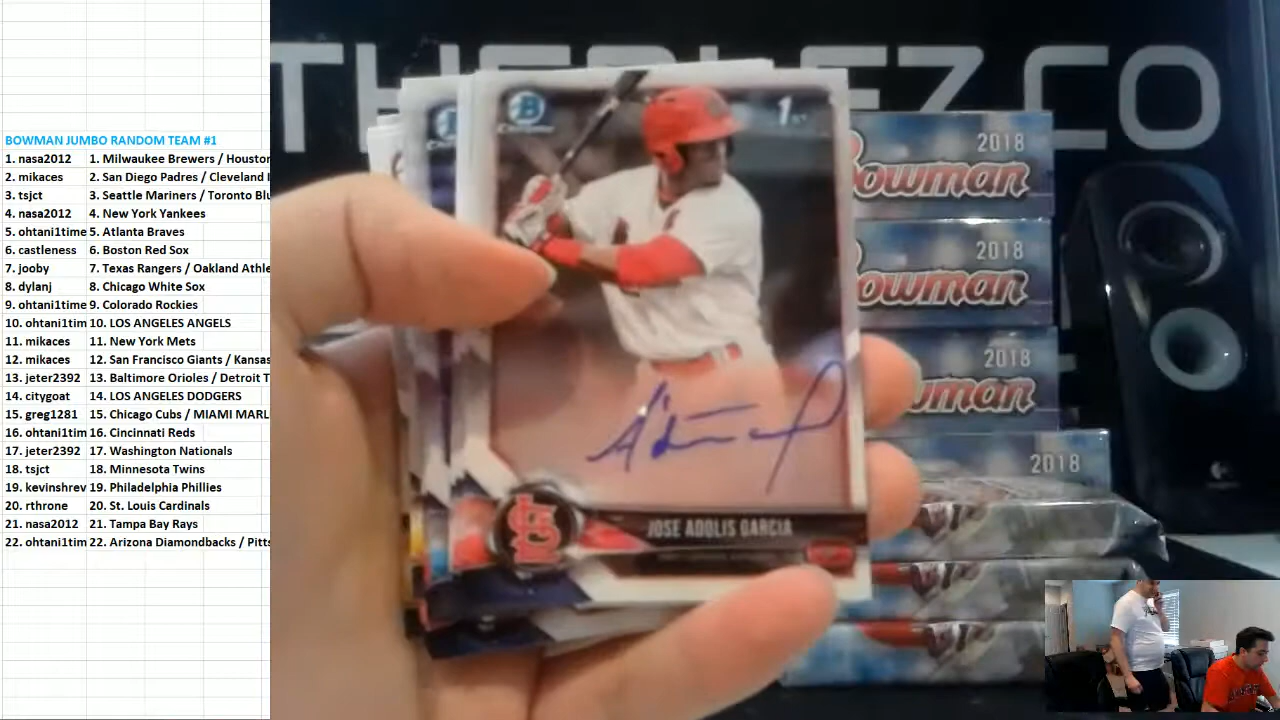 THEBLEZ.CO
BOWMAN JUMBO RANDOM TEAM #1
1. nasa2012 1. Milwaukee Brewers / Houston
2. mikaces 2. San Diego Padres / Cleveland I
3. tsjct 3. Seattle Mariners / Toronto Blu
4. nasa2012 4. New York Yankees
5. ohtani1time 5. Atlanta Braves
6. castleness 6. Boston Red Sox
7. jooby 7. Texas Rangers / Oakland Athle
8. dylanj 8. Chicago White Sox
9. ohtani1time 9. Colorado Rockies
10. ohtani1tim 10. LOS ANGELES ANGELS
11. mikaces 11. New York Mets
12. mikaces 12. San Francisco Giants / Kansas
13. jeter2392 13. Baltimore Orioles / Detroit T
14. citygoat 14. LOS ANGELES DODGERS
15. greg1281 15. Chicago Cubs / MIAMI MARL
16. ohtani1tim 16. Cincinnati Reds
17. jeter2392 17. Washington Nationals
18. tsjct 18. Minnesota Twins
19. kevinshrev 19. Philadelphia Phillies
20. rthrone 20. St. Louis Cardinals
21. nasa2012 21. Tampa Bay Rays
22. ohtani1tim 22. Arizona Diamondbacks / Pitts
B
Chrome
1ST
JOSE ADOLIS GARCIA
2018
Bowman
2018
Bowman
2018
Bowman
2018